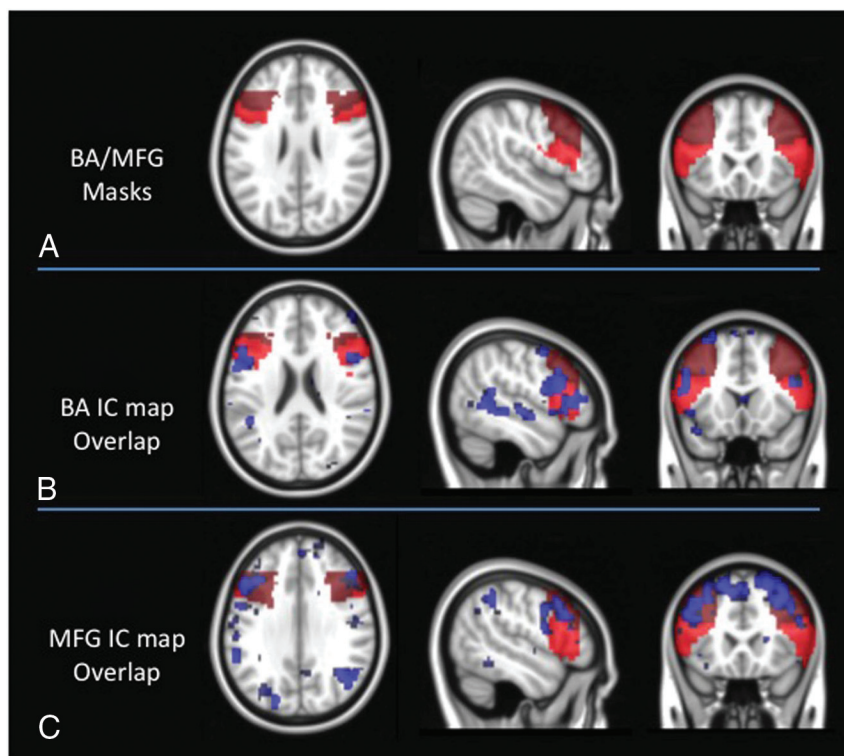 BA/MFG
Masks
A
BA IC map
Overlap
B
MFG IC map
Overlap
C